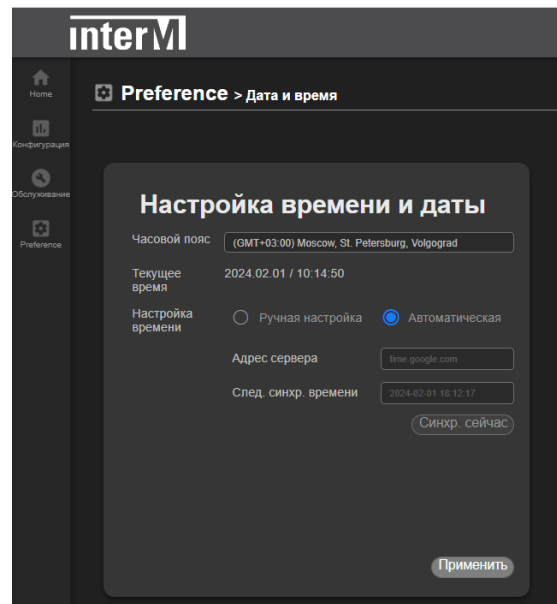 interM
Home
Preference > Дата и время
Конфигурация
Обслуживание
Preference
Настройка времени и даты
Часовой пояс
(GMT+03:00) Moscow, St. Petersburg, Volgograd
Текущее
время
2024.02.01 / 10:14:50
Настройка
времени
Ручная настройка
Автоматическая
Адрес сервера
time.google.com
След. синхр. времени
2024-02-01 18:12:17
Синхр. сейчас
Применить